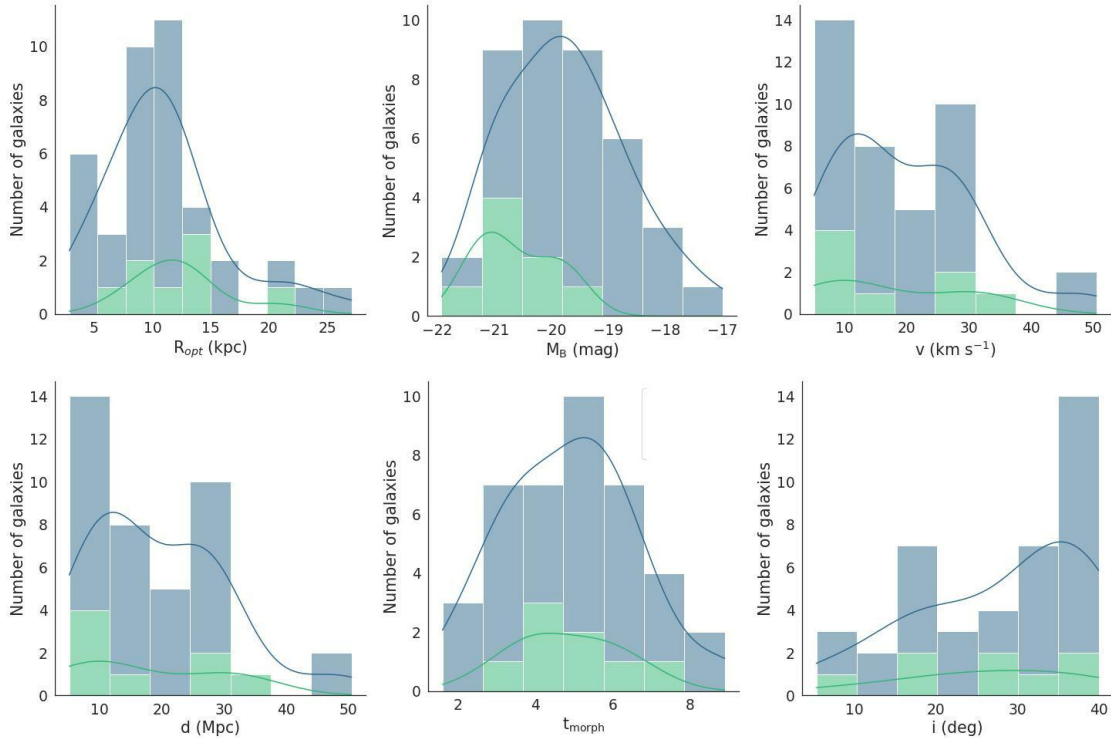 Number of galaxies
10
8
6
4
2
0
5 10 15 20 25
R_opt (kpc)
Number of galaxies
10
8
6
4
2
0
−22 −21 −20 −19 −18 −17
M_B (mag)
Number of galaxies
14
12
10
8
6
4
2
0
10 20 30 40 50
v (km s⁻¹)
Number of galaxies
14
12
10
8
6
4
2
0
10 20 30 40 50
d (Mpc)
Number of galaxies
10
8
6
4
2
0
2 4 6 8
t_morph
Number of galaxies
14
12
10
8
6
4
2
0
10 20 30 40
i (deg)